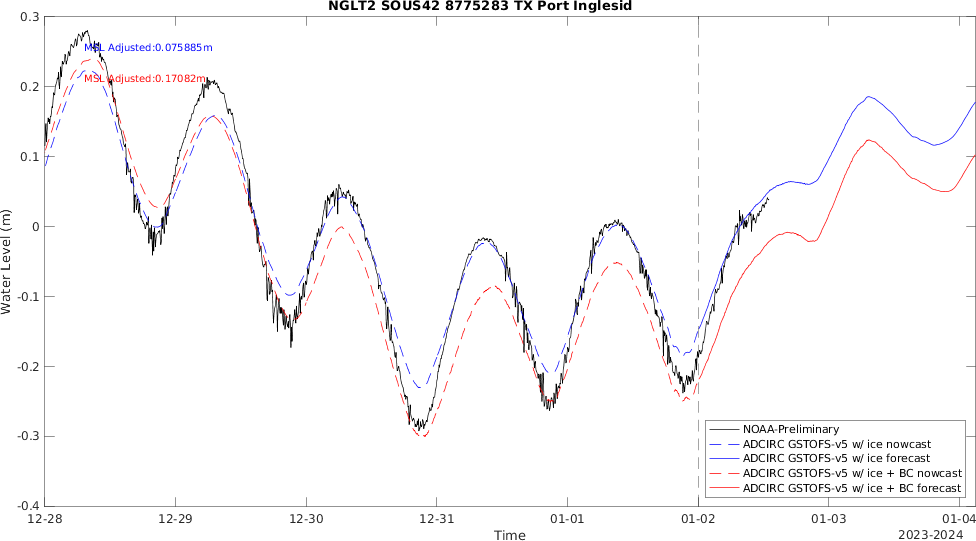 NGLT2 SOUS42 8775283 TX Port Inglesid
MSL Adjusted:0.075885m
MSL Adjusted:0.17082m
Water Level (m)
0.3
0.2
0.1
0
-0.1
-0.2
-0.3
-0.4
NOAA-Preliminary
ADCIRC GSTOFS-v5 w/ ice nowcast
ADCIRC GSTOFS-v5 w/ ice forecast
ADCIRC GSTOFS-v5 w/ ice + BC nowcast
ADCIRC GSTOFS-v5 w/ ice + BC forecast
12-28 12-29 12-30 12-31 01-01 01-02 01-03 01-04
Time
2023-2024